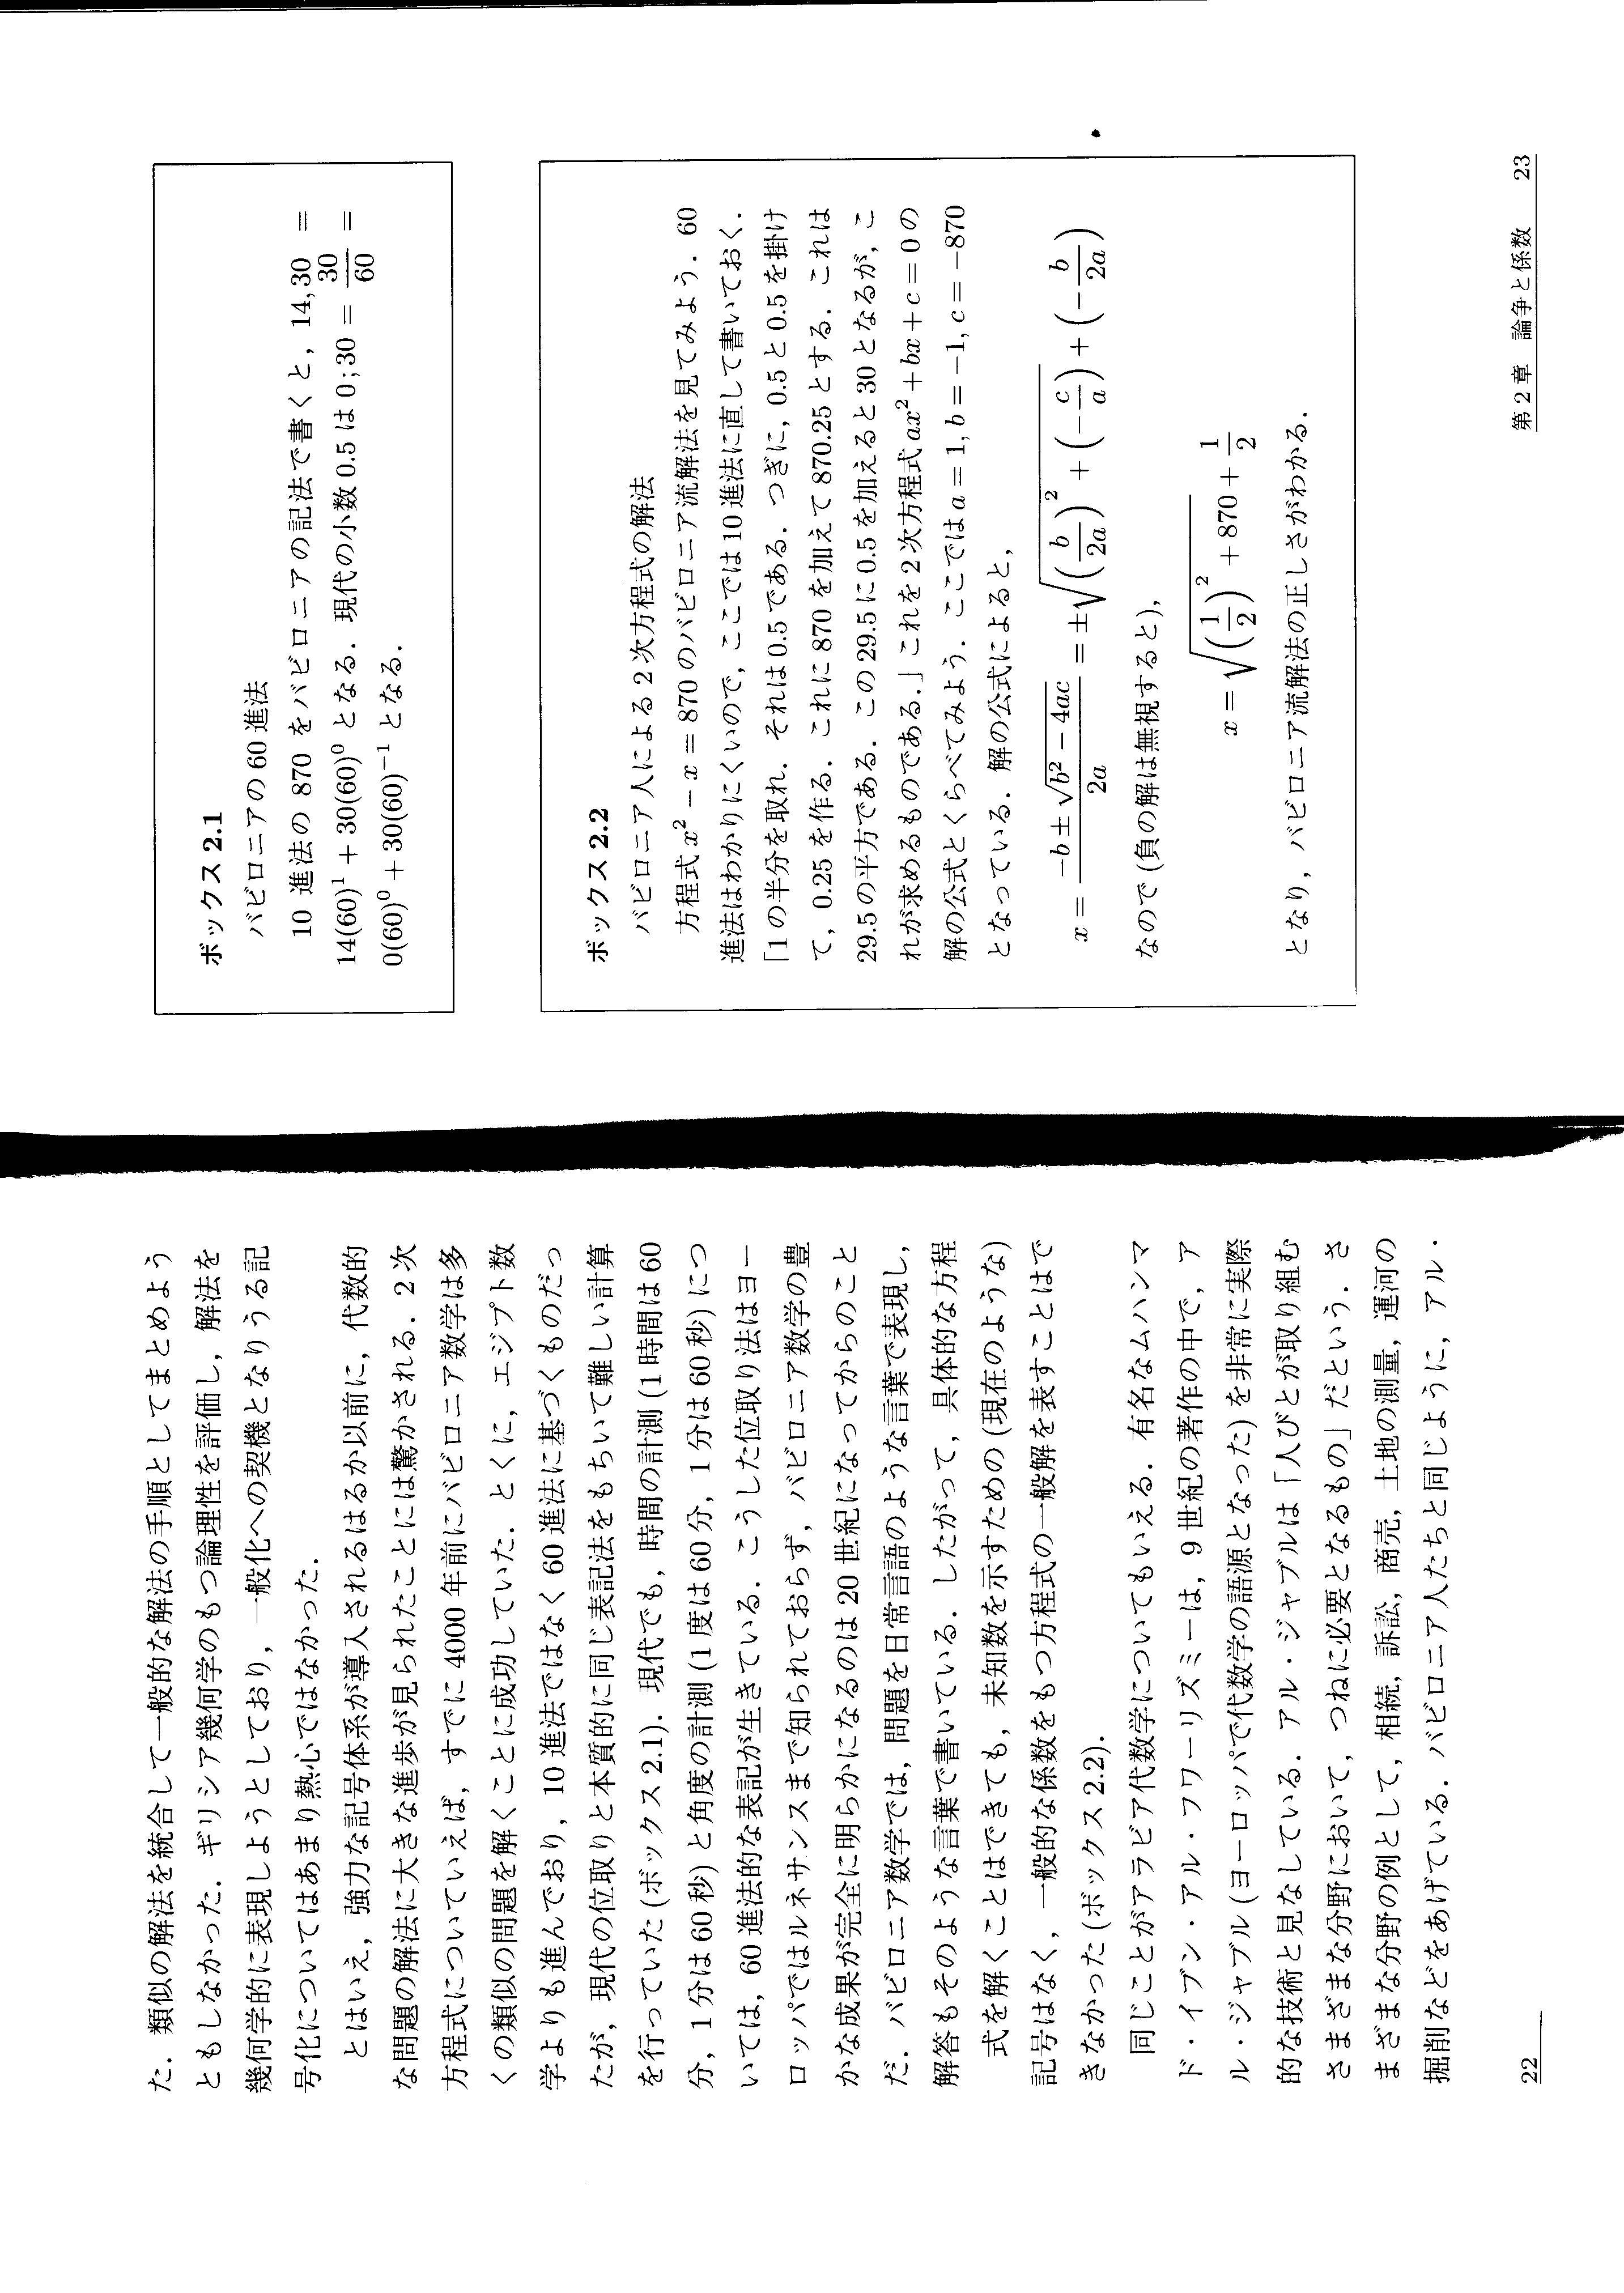 た．類似の解法を統合して一般的な解法の手順としてまとめよう
ともしなかった．ギリシア幾何学のもつ論理性を評価し，解法を
幾何学的に表現しようとしており，一般化への契機となりうる記
号化についてはあまり熱心ではなかった．
とはいえ，強力な記号体系が導入されるはるか以前に，代数的
な問題の解法に大きな進歩が見られたことには驚かされる．2次
方程式についていえば，すでに4000年前にバビロニア数学は多
くの類似の問題を解くことに成功していた．とくに，エジプト数
学よりも進んでおり，10進法ではなく60進法に基づくものだっ
たが，現代の位取りと本質的に同じ表記法をもちいて難しい計算
を行っていた(ボックス2.1)．現代でも，時間の計測(1時間は60
分，1分は60秒)と角度の計測(1度は60分，1分は60秒)につ
いては，60進法的な表記が生きている．こうした位取り法はヨー
ロッパではルネサンスまで知られておらず，バビロニア数学の豊
かな成果が完全に明らかになるのは20世紀になってからのこと
だ．バビロニア数学では，問題を日常言語のような言葉で表現し，
解答もそのような言葉で書いている．したがって，具体的な方程
式を解くことはできても，未知数を示すための(現在のような)
記号はなく，一般的な係数をもつ方程式の一般解を表すことはで
きなかった(ボックス2.2)．
同じことがアラビア代数学についてもいえる．有名なムハンマ
ド・イブン・アル・フワーリズミーは，9世紀の著作の中で，ア
ル・ジャブル(ヨーロッパで代数学の語源となった)を非常に実際
的な技術と見なしている．アル・ジャブルは「人びとが取り組む
さまざまな分野において，つねに必要となるもの」だという．さ
まざまな分野の例として，相続，訴訟，商売，土地の測量，運河の
掘削などをあげている．バビロニア人たちと同じように，アル・
22
ボックス2.1
バビロニアの60進法
10進法の870をバビロニアの記法で書くと，14,30 =
14(60)¹ + 30(60)⁰ となる．現代の小数0.5は0;30 = 30/60 =
0(60)⁰ + 30(60)⁻¹ となる．
ボックス2.2
バビロニア人による2次方程式の解法
方程式 x² − x = 870 のバビロニア流解法を見てみよう．60
進法はわかりにくいので，ここでは10進法に直して書いておく．
「1の半分を取れ．それは0.5である．つぎに，0.5と0.5を掛け
て，0.25を作る．これに870を加えて870.25とする．これは
29.5の平方である．この29.5に0.5を加えると30となるが，こ
れが求めるものである．」これを2次方程式 ax² + bx + c = 0 の
解の公式とくらべてみよう．ここでは a = 1, b = −1, c = −870
となっている．解の公式によると，
x = (−b ± √(b² − 4ac))/2a = ±√((b/2a)² + (−c/a)) + (−b/2a)
なので(負の解は無視すると)，
x = √((1/2)² + 870) + 1/2
となり，バビロニア流解法の正しさがわかる．
第2章 論争と係数 23